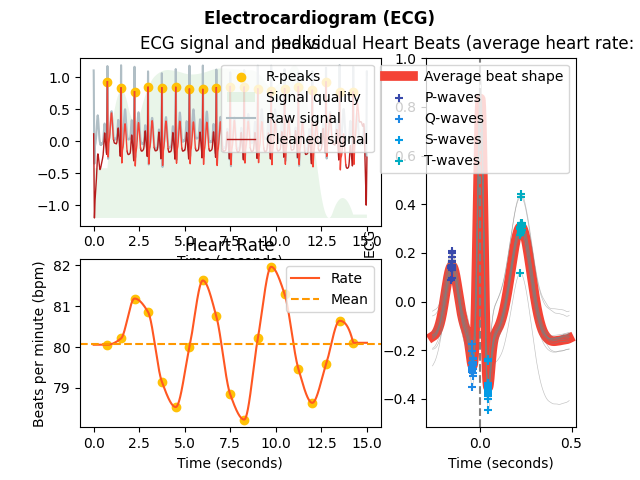 Electrocardiogram (ECG)
ECG signal and peaks
Individual Heart Beats (average heart rate:
R-peaks
Signal quality
Raw signal
Cleaned signal
1.0
0.5
0.0
−0.5
−1.0
0.0 2.5 5.0 7.5 10.0 12.5 15.0
Time (seconds)
Heart Rate
Rate
Mean
Beats per minute (bpm)
82
81
80
79
0.0 2.5 5.0 7.5 10.0 12.5 15.0
Time (seconds)
Average beat shape
P-waves
Q-waves
S-waves
T-waves
ECG
1.0
0.8
0.6
0.4
0.2
0.0
−0.2
−0.4
0.0 0.5
Time (seconds)